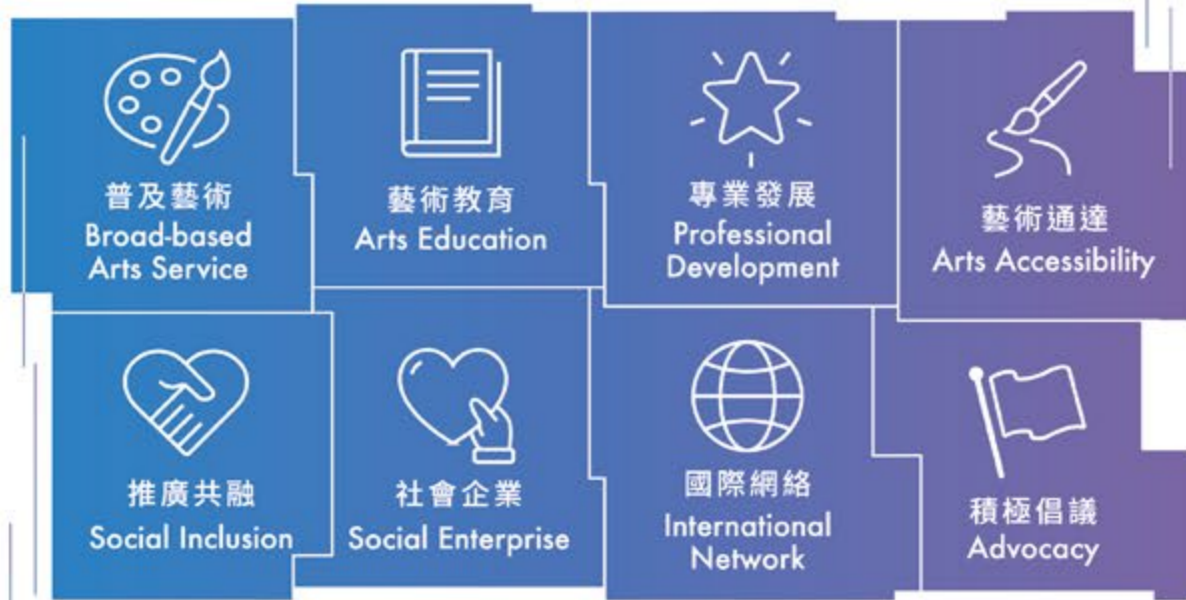 普及藝術
Broad-based
Arts Service
藝術教育
Arts Education
專業發展
Professional
Development
藝術通達
Arts Accessibility
推廣共融
Social Inclusion
社會企業
Social Enterprise
國際網絡
International
Network
積極倡議
Advocacy